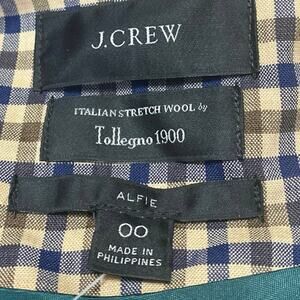 J.CREW
ITALIAN STRETCH WOOL by
Tollegno 1900
ALFIE
00
MADE IN
PHILIPPINES